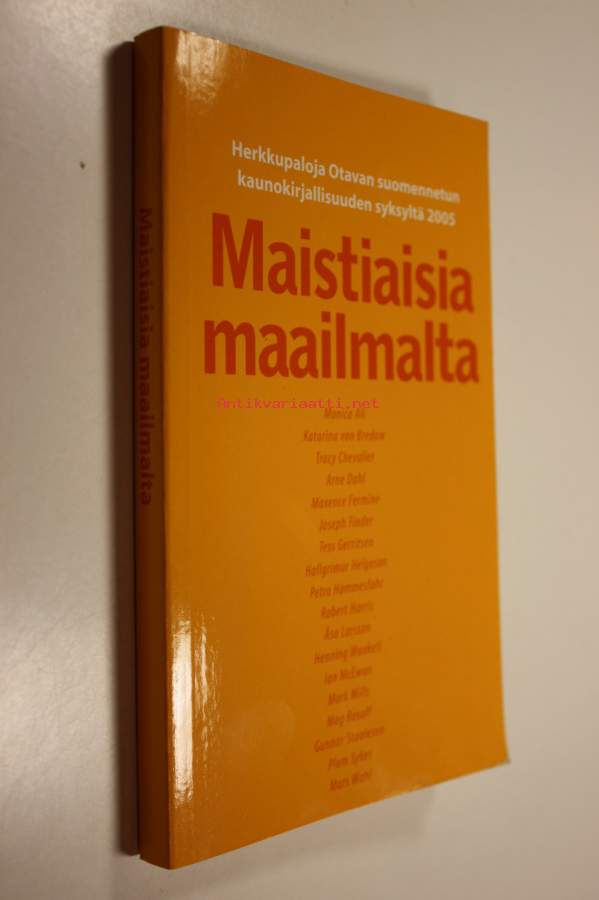 Herkkupaloja Otavan suomennetun
kaunokirjallisuuden syksyltä 2005
Maistiaisia
maailmalta
Antikvariaatti.net
Monica Ali
Katarina von Bredow
Tracy Chevalier
Arne Dahl
Maxence Fermine
Joseph Finder
Tess Gerritsen
Hallgrímur Helgason
Petra Hammesfahr
Robert Harris
Åsa Larsson
Henning Mankell
Ian McEwan
Mark Mills
Meg Rosoff
Gunnar Staalesen
Plum Sykes
Mats Wahl
Maistiaisia maailmalta